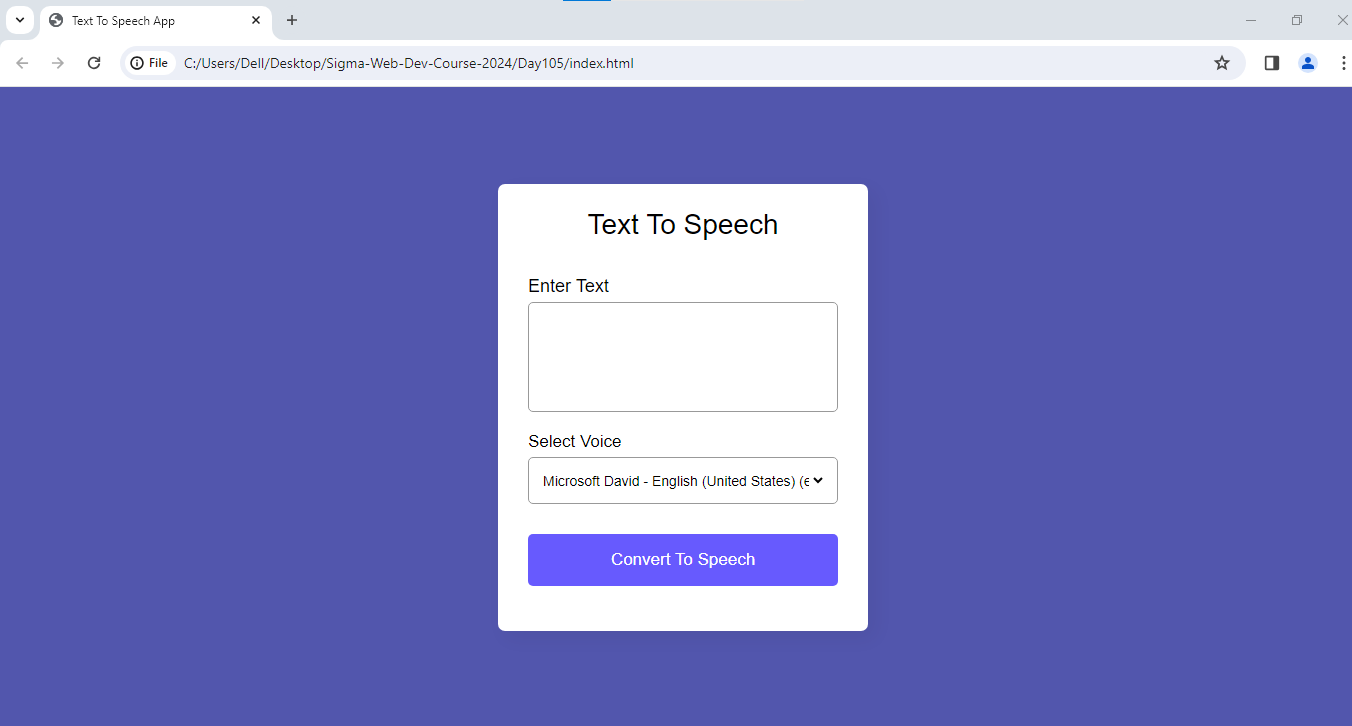 Text To Speech App
File
C:/Users/Dell/Desktop/Sigma-Web-Dev-Course-2024/Day105/index.html
Text To Speech
Enter Text
Select Voice
Microsoft David - English (United States) (e
Convert To Speech